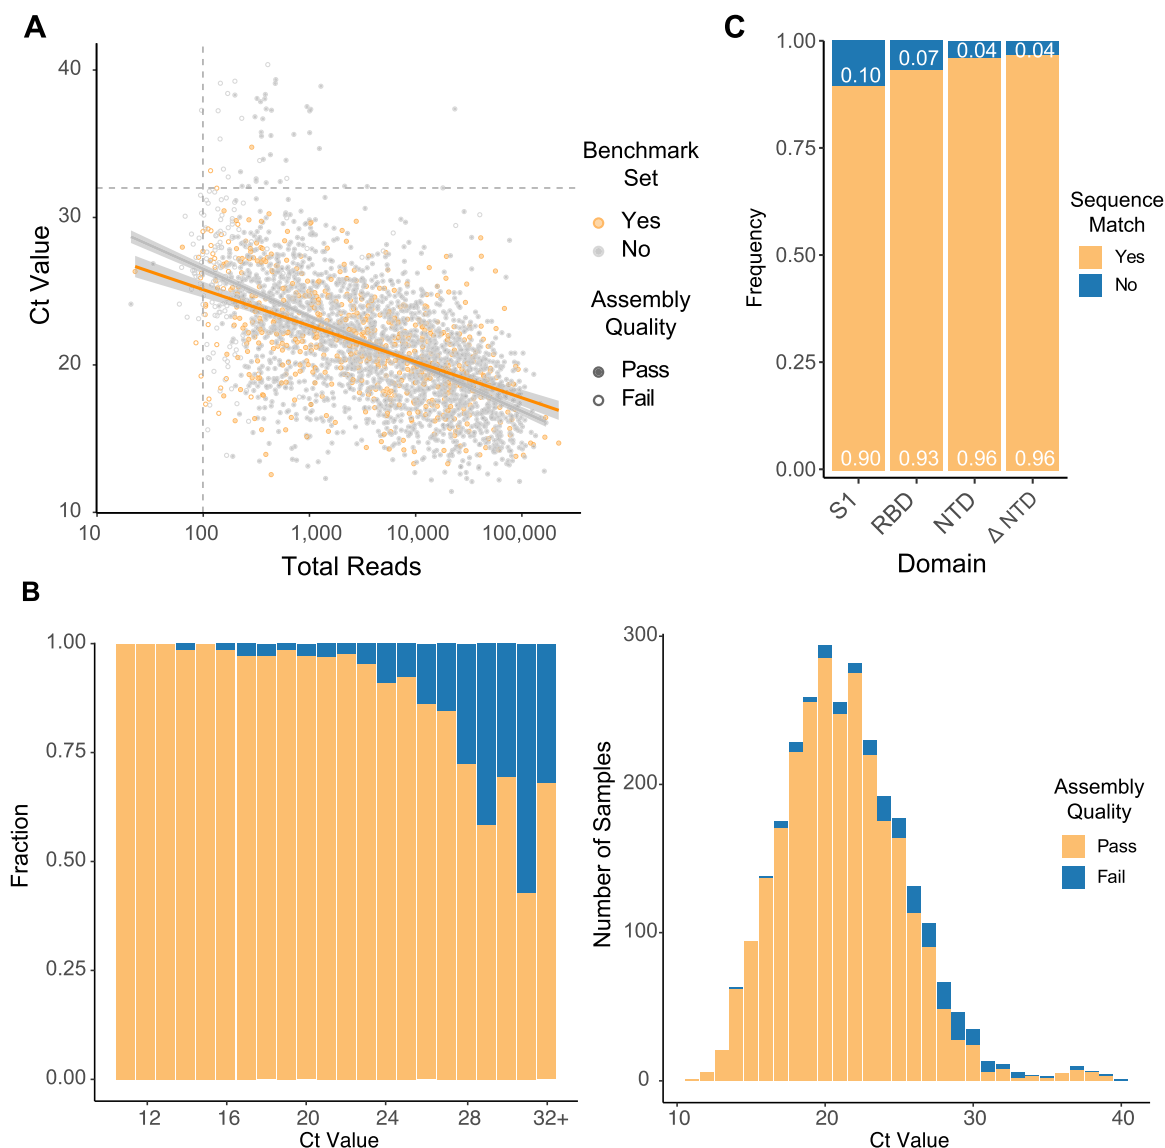 A
40
30
20
10
Ct Value
10
100
1,000
10,000
100,000
Total Reads
Benchmark
Set
Yes
No
Assembly
Quality
Pass
Fail
C
1.00
0.75
0.50
0.25
0.00
Frequency
0.10
0.07
0.04
0.04
0.90
0.93
0.96
0.96
S1
RBD
NTD
Δ NTD
Domain
Sequence
Match
Yes
No
B
1.00
0.75
0.50
0.25
0.00
Fraction
12
16
20
24
28
32+
Ct Value
300
200
100
0
Number of Samples
10
20
30
40
Ct Value
Assembly
Quality
Pass
Fail